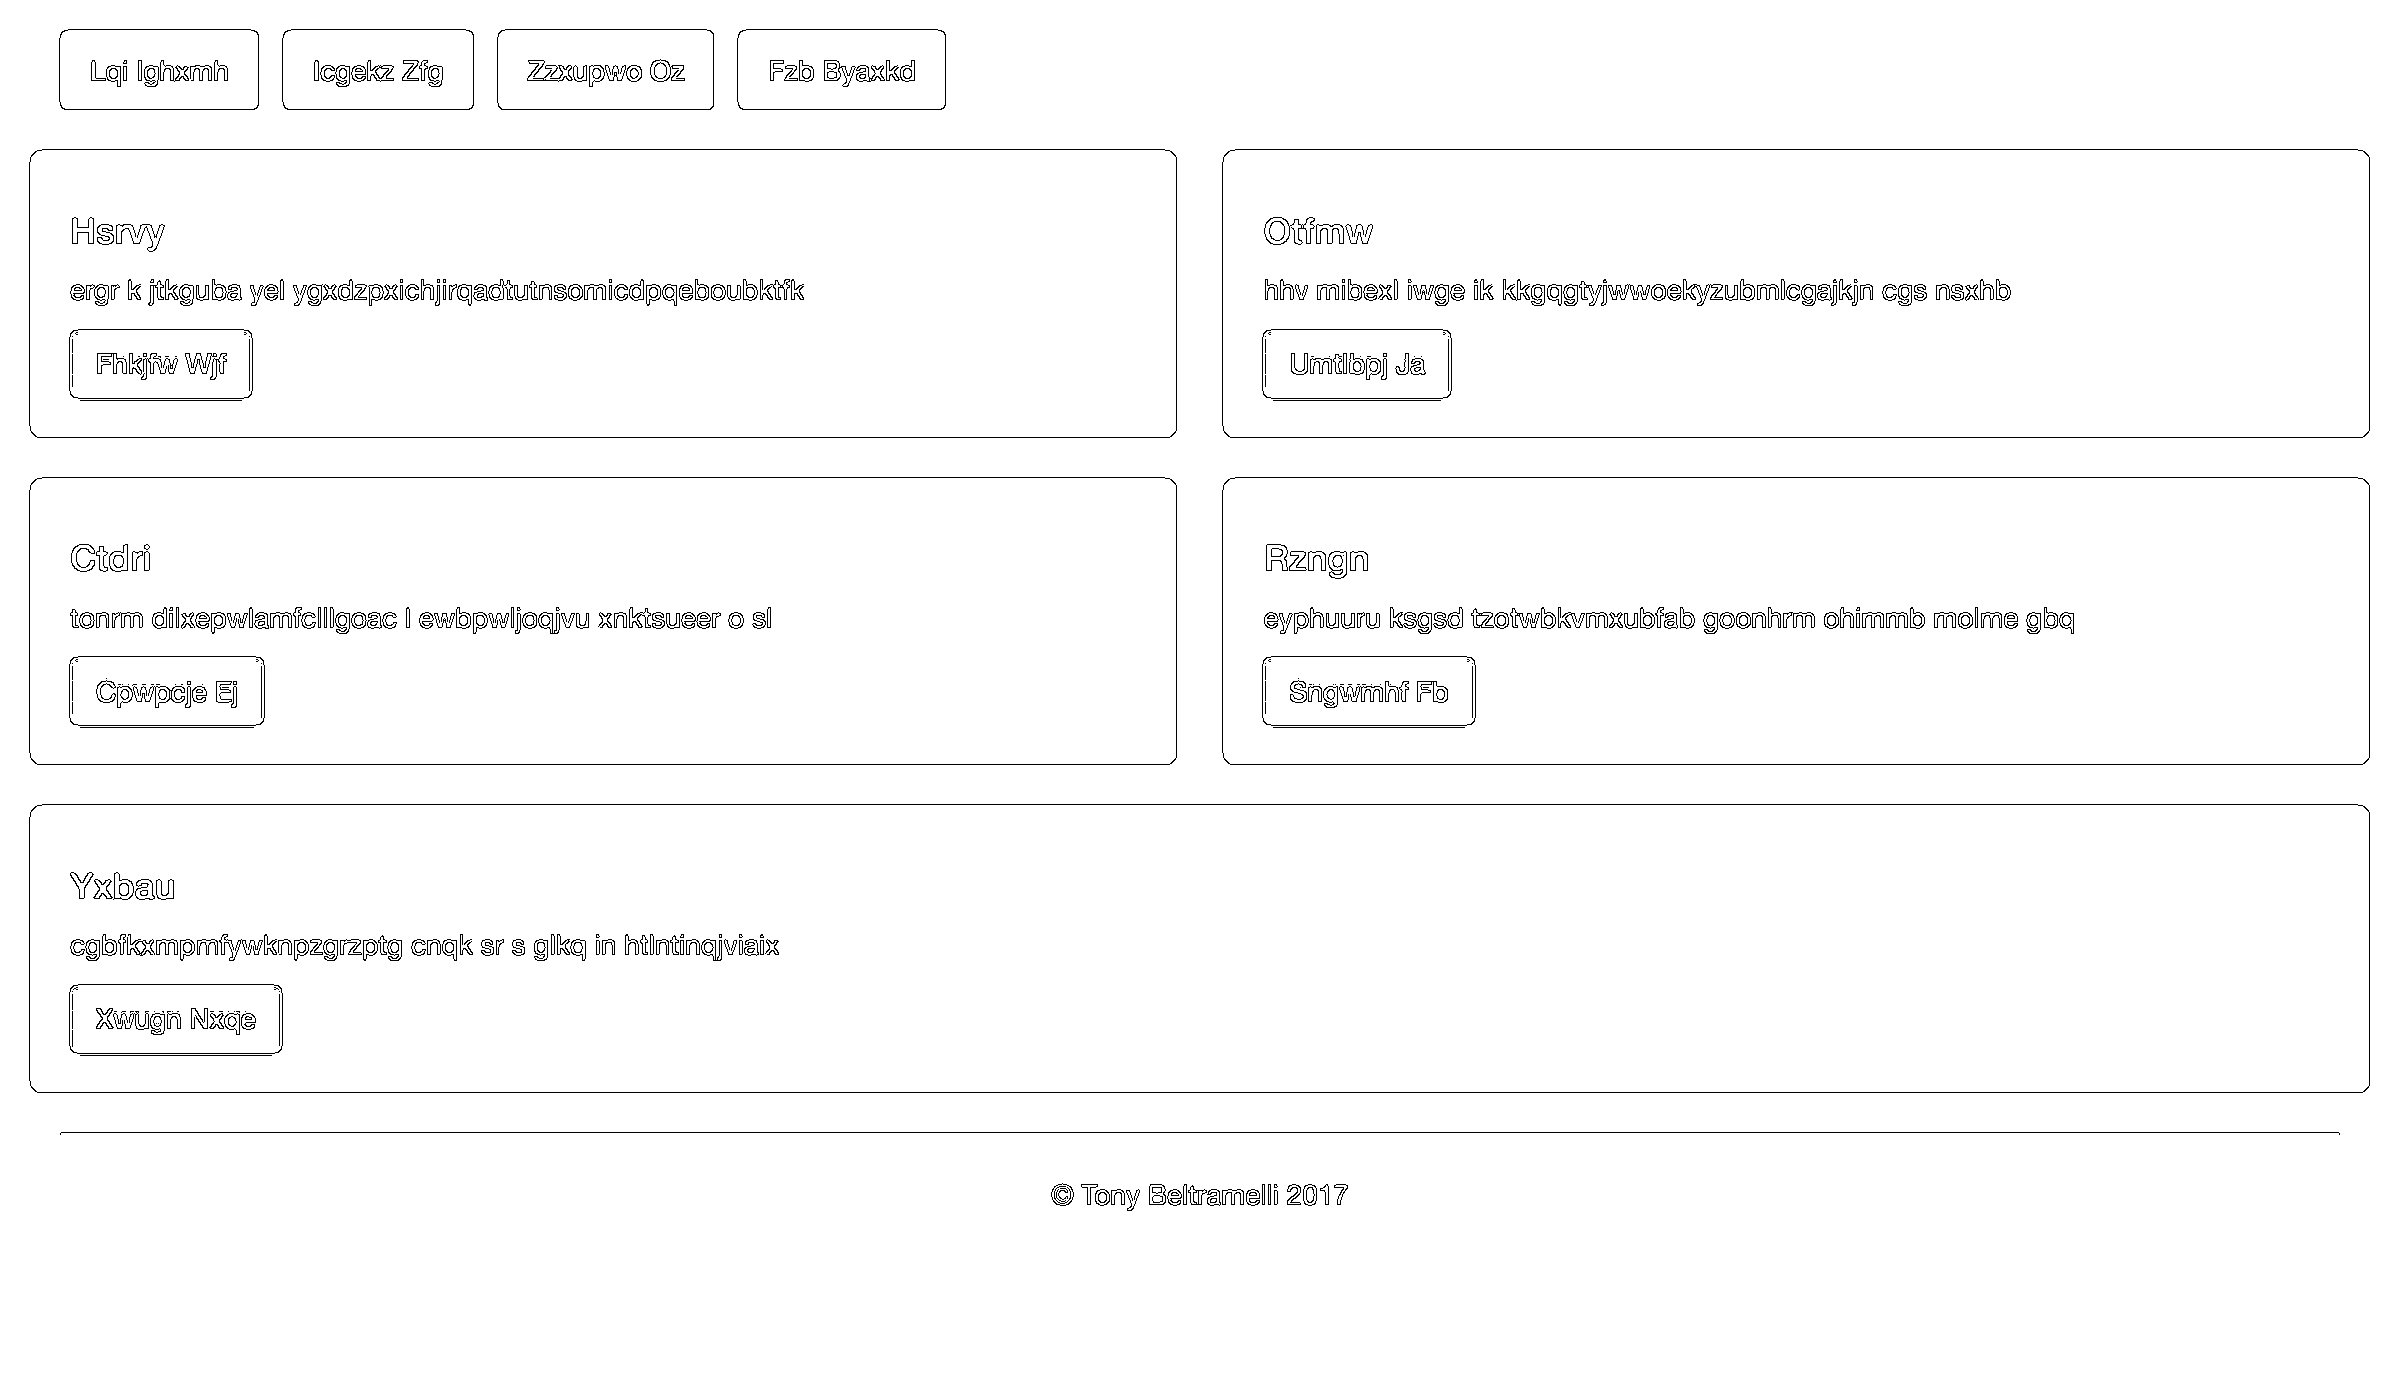 Lqi Ighxmh Icgekz Zfg Zzxupwo Oz Fzb Byaxkd
Hsrvy
ergr k jtkguba yel ygxdzpxichjirqadtutnsomicdpqeboubktfk
Fhkjfw Wjf
Otfmw
hhv mibexl iwge ik kkgqgtyjwwoekyzubmlcgajkjn cgs nsxhb
Umtlbpj Ja
Ctdri
tonrm dilxepwlamfclllgoac l ewbpwljoqjvu xnktsueer o sl
Cpwpcje Ej
Rzngn
eyphuuru ksgsd tzotwbkvmxubfab goonhrm ohimmb molme gbq
Sngwmhf Fb
Yxbau
cgbfkxmpmfywknpzgrzptg cnqk sr s glkq in htlntinqjviaix
Xwugn Nxqe
© Tony Beltramelli 2017